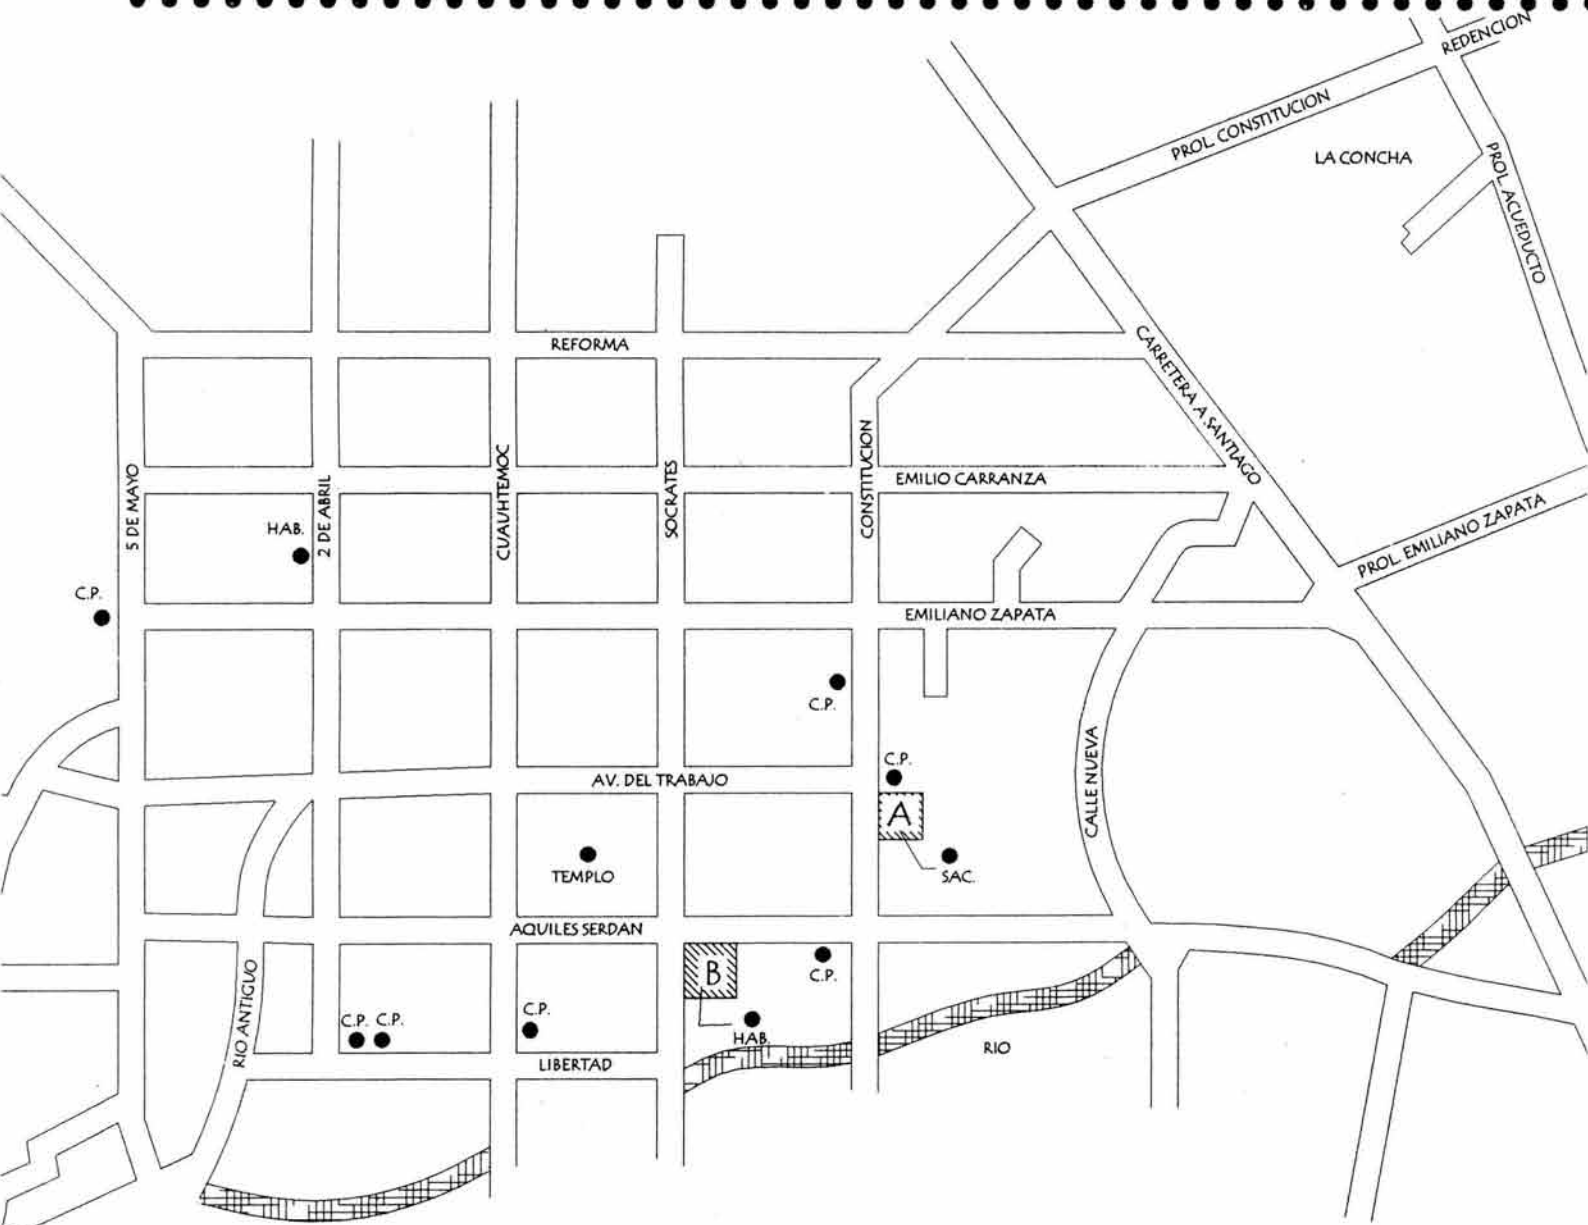 REDENCION
PROL. CONSTITUCION
LA CONCHA
PROL. ACUEDUCTO
REFORMA
CARRETERA A SANTIAGO
5 DE MAYO
2 DE ABRIL
CUAUHTEMOC
SOCRATES
CONSTITUCION
EMILIO CARRANZA
HAB.
PROL. EMILIANO ZAPATA
C.P.
EMILIANO ZAPATA
C.P.
C.P.
AV. DEL TRABAJO
CALLE NUEVA
A
TEMPLO
SAC.
AQUILES SERDAN
B
C.P.
RIO ANTIGUO
C.P. C.P.
C.P.
HAB.
RIO
LIBERTAD